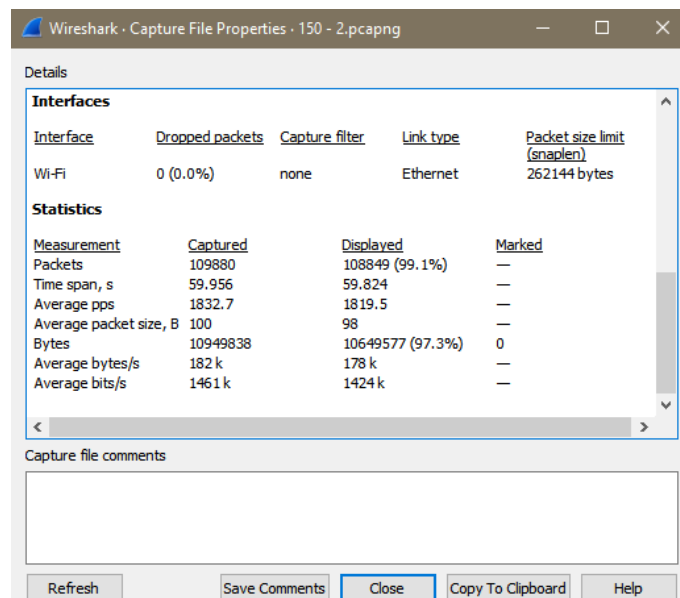 Wireshark · Capture File Properties · 150 - 2.pcapng
Details
Interfaces
Interface Dropped packets Capture filter Link type Packet size limit
(snaplen)
Wi-Fi 0 (0.0%) none Ethernet 262144 bytes
Statistics
Measurement Captured Displayed Marked
Packets 109880 108849 (99.1%) —
Time span, s 59.956 59.824 —
Average pps 1832.7 1819.5 —
Average packet size, B 100 98 —
Bytes 10949838 10649577 (97.3%) 0
Average bytes/s 182 k 178 k —
Average bits/s 1461 k 1424 k —
Capture file comments
Refresh Save Comments Close Copy To Clipboard Help